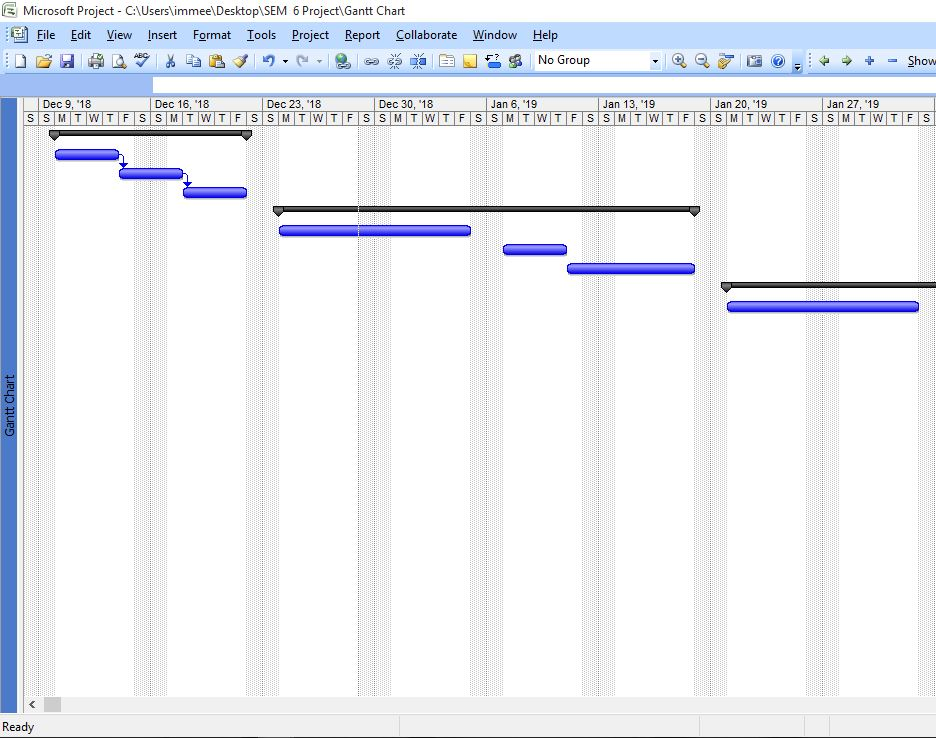 Microsoft Project - C:\Users\immee\Desktop\SEM  6 Project\Gantt Chart
File Edit View Insert Format Tools Project Report Collaborate Window Help
No Group Show
Dec 9, '18 Dec 16, '18 Dec 23, '18 Dec 30, '18 Jan 6, '19 Jan 13, '19 Jan 20, '19 Jan 27, '19
S S M T W T F S S M T W T F S S M T W T F S S M T W T F S S M T W T F S S M T W T F S S M T W T F S S M T W T F S
Gantt Chart
Ready